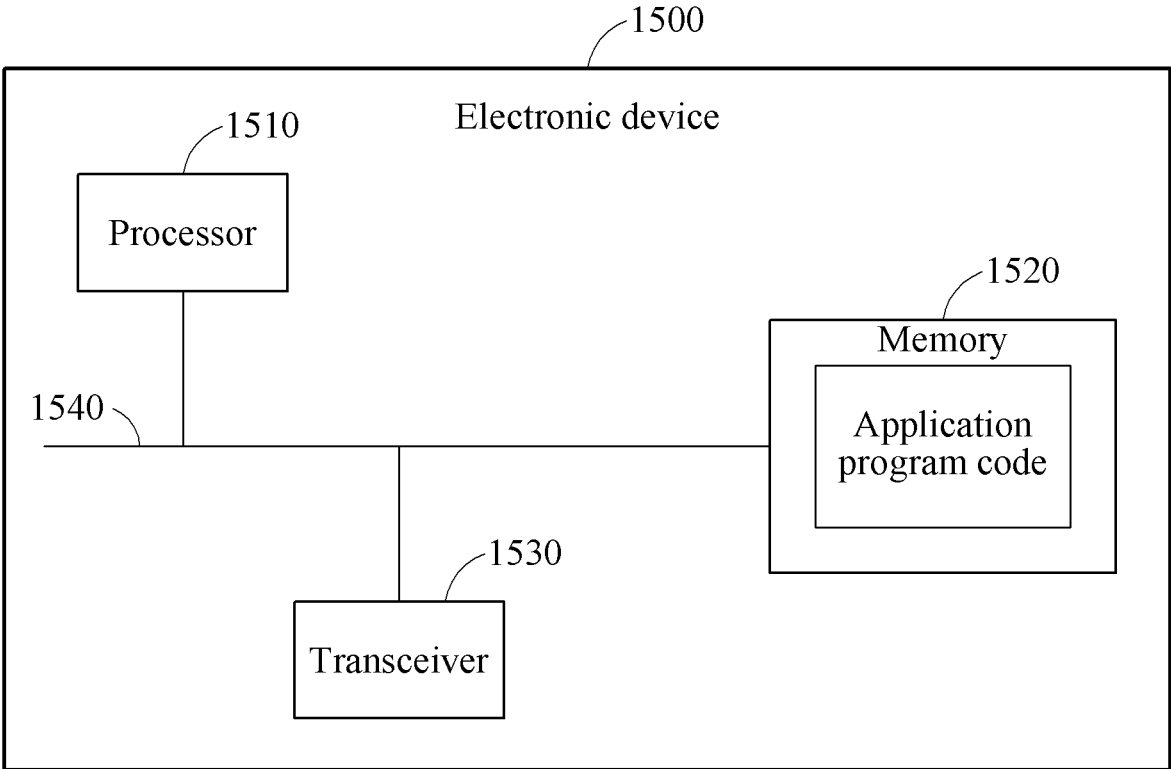 1500
Electronic device
1510
Processor
1520
Memory
Application
program code
1540
1530
Transceiver